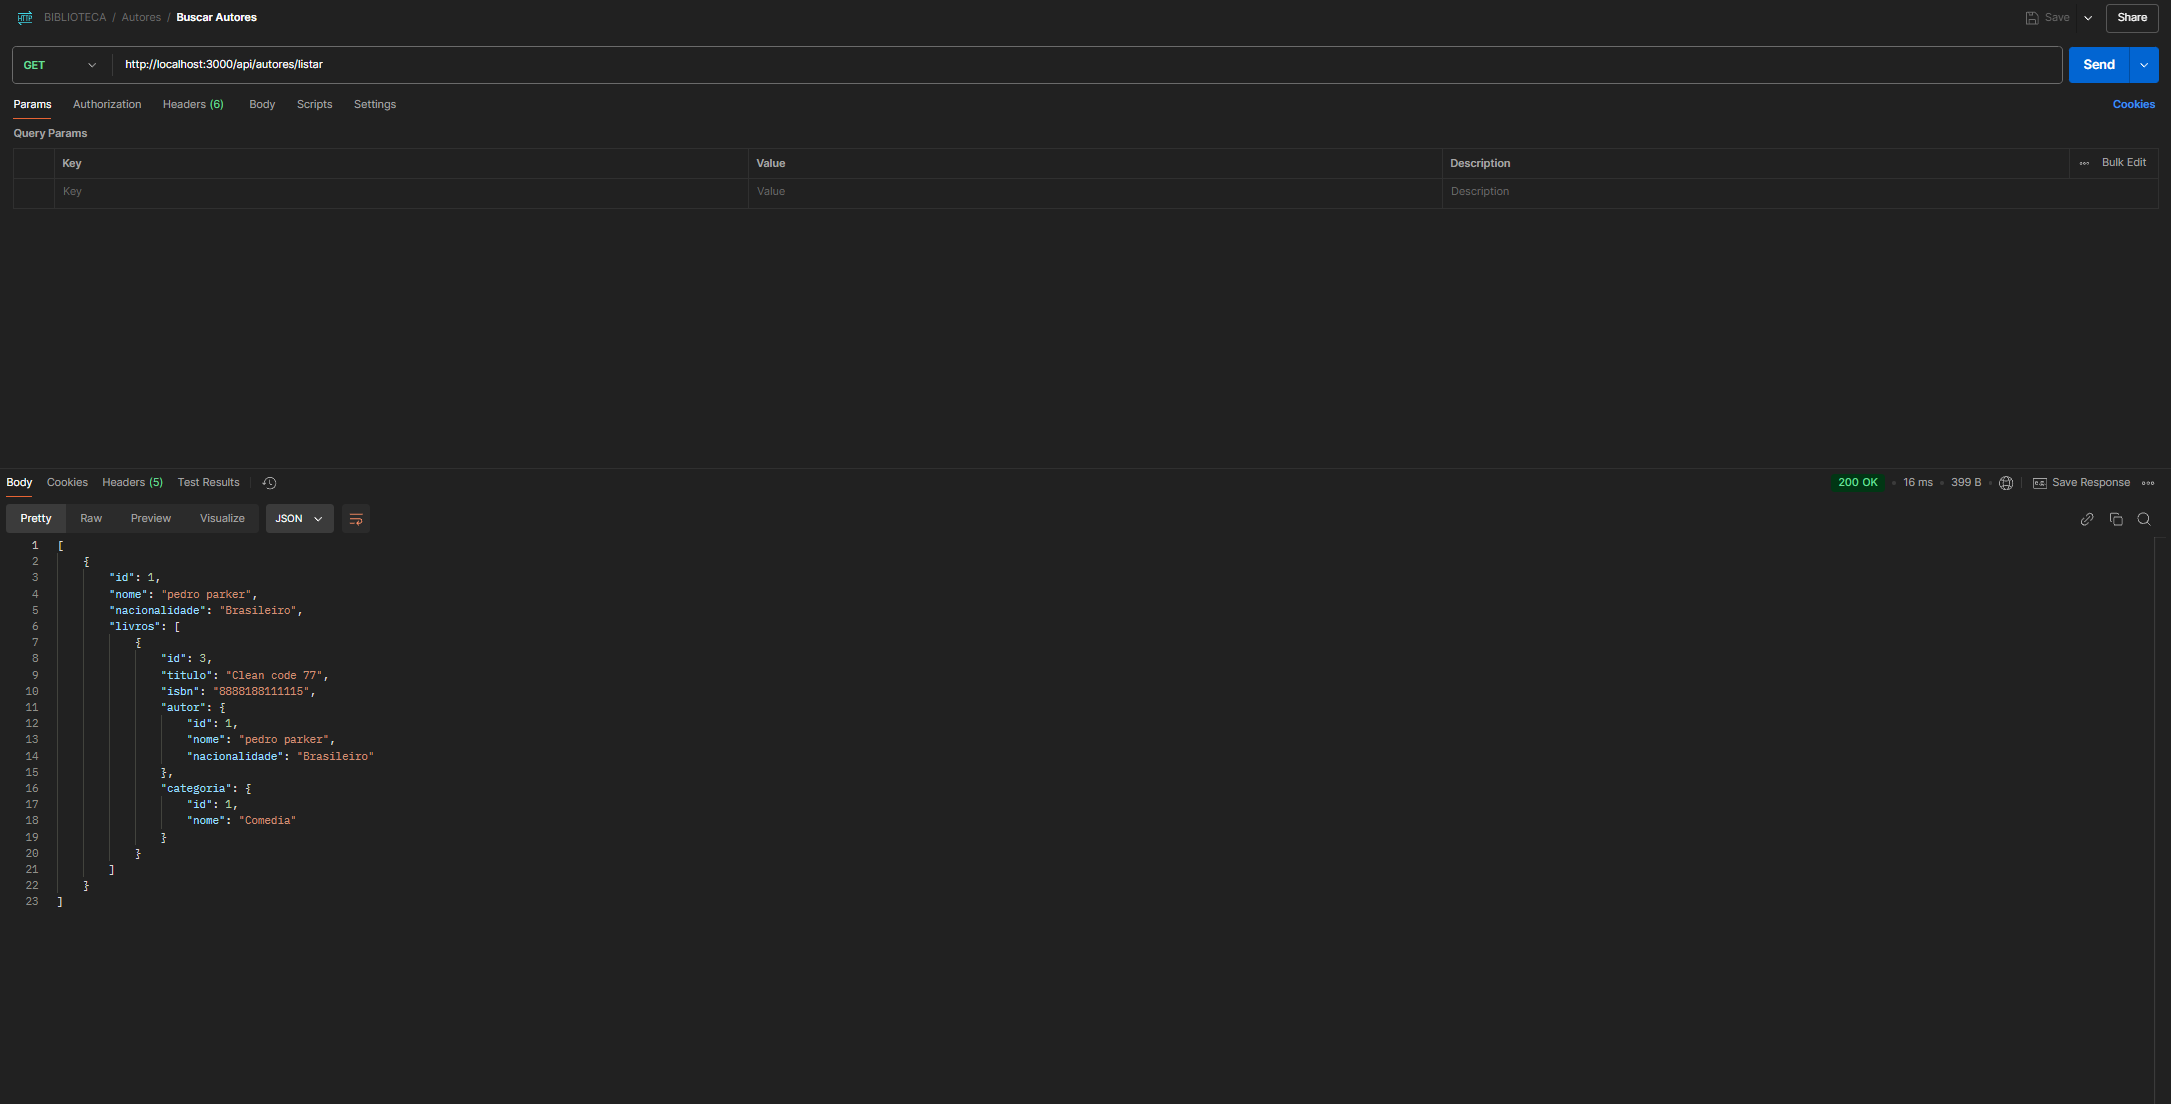 BIBLIOTECA / Autores / Buscar Autores
Save
Share
GET
http://localhost:3000/api/autores/listar
Send
Params Authorization Headers (6) Body Scripts Settings
Cookies
Query Params
Key Value Description Bulk Edit
Key Value Description
Body Cookies Headers (5) Test Results
200 OK • 16 ms • 399 B
Save Response
Pretty Raw Preview Visualize JSON
1 [
2 {
3 "id": 1,
4 "nome": "pedro parker",
5 "nacionalidade": "Brasileiro",
6 "livros": [
7 {
8 "id": 3,
9 "titulo": "Clean code 77",
10 "isbn": "8888188111115",
11 "autor": {
12 "id": 1,
13 "nome": "pedro parker",
14 "nacionalidade": "Brasileiro"
15 },
16 "categoria": {
17 "id": 1,
18 "nome": "Comedia"
19 }
20 }
21 ]
22 }
23 ]